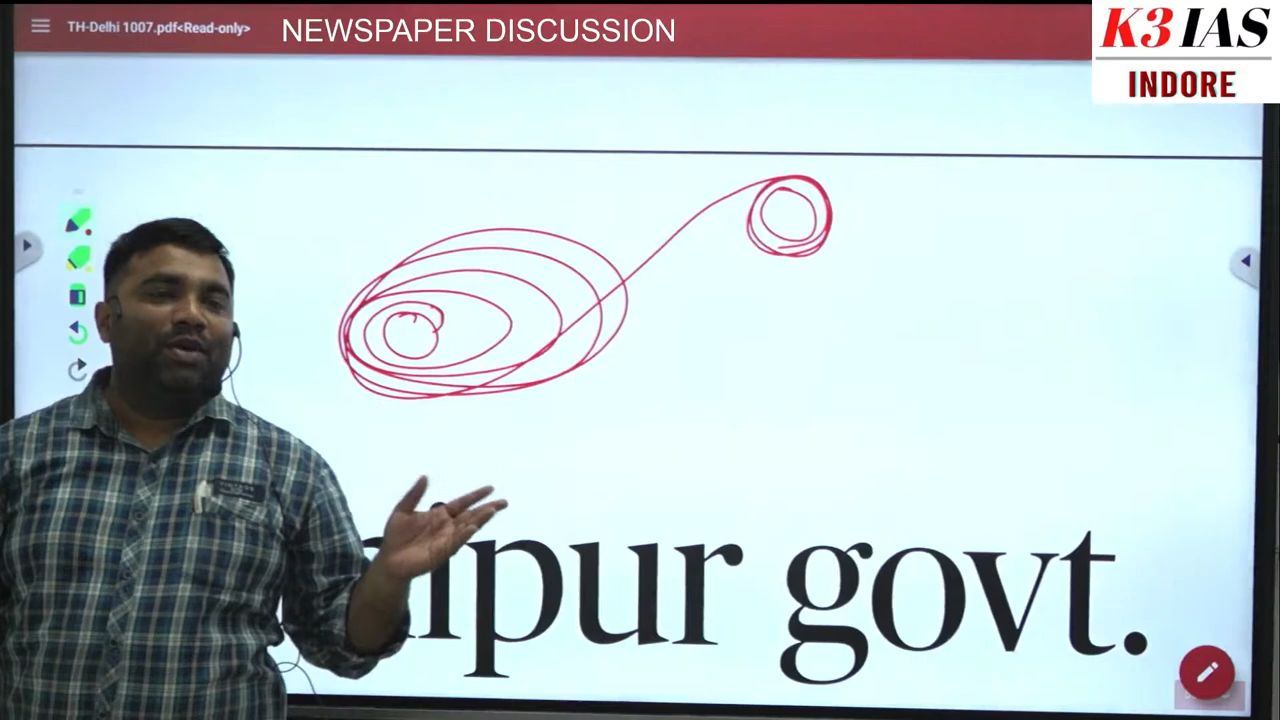 TH-Delhi 1007.pdf<Read-only>
NEWSPAPER DISCUSSION
K3 IAS
INDORE
ipur govt.